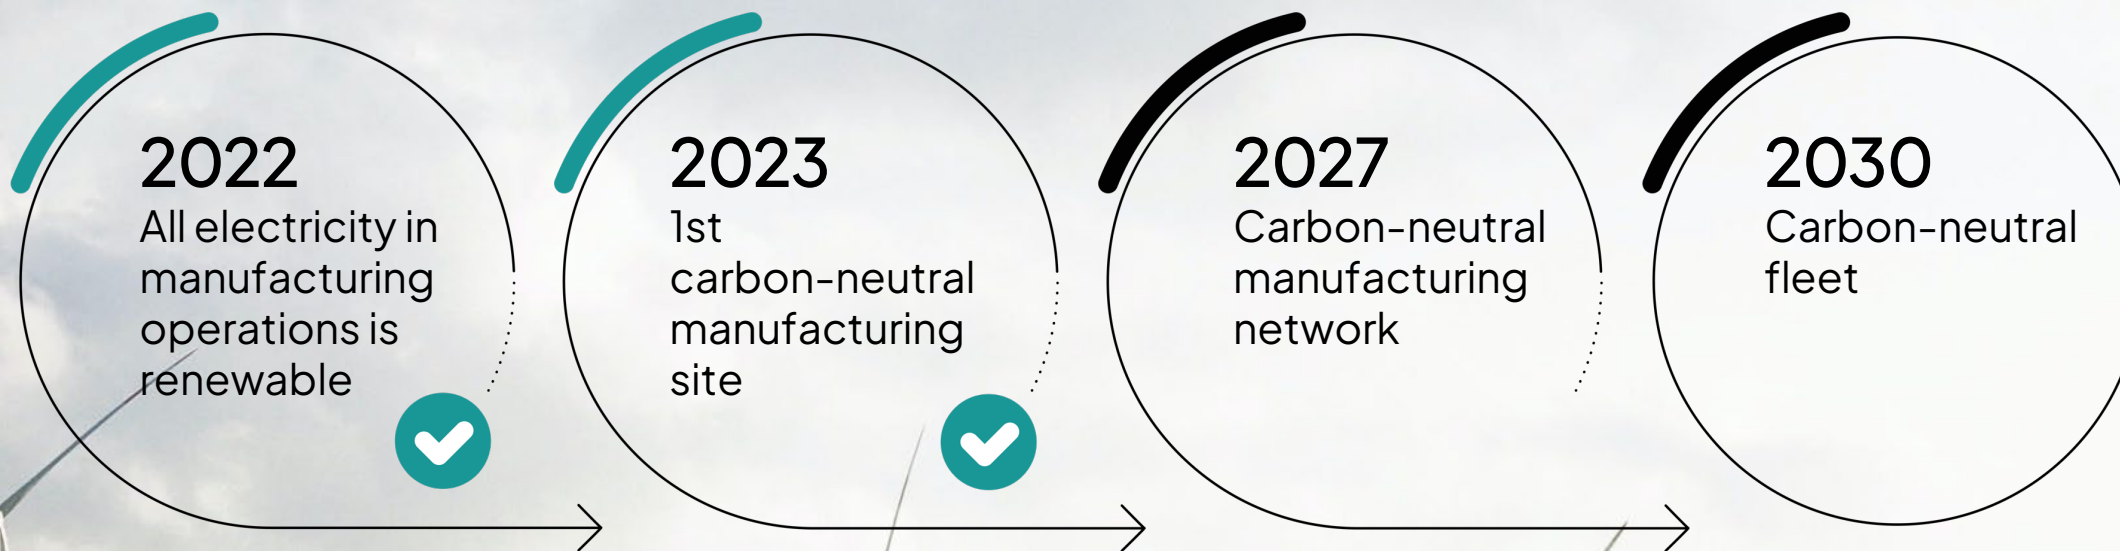 2022
All electricity in
manufacturing
operations is
renewable
2023
1st
carbon-neutral
manufacturing
site
2027
Carbon-neutral
manufacturing
network
2030
Carbon-neutral
fleet